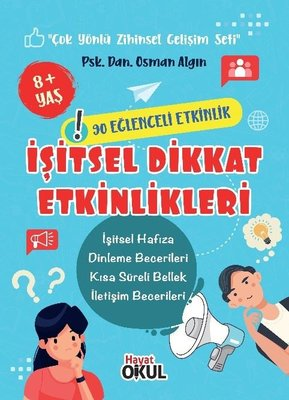 "Çok Yönlü Zihinsel Gelişim Seti"
Psk. Dan. Osman Algın
8+
YAŞ
! 90 EĞLENCELİ ETKİNLİK
İŞİTSEL DİKKAT
ETKİNLİKLERİ
İşitsel Hafıza
Dinleme Becerileri
Kısa Süreli Bellek
İletişim Becerileri
Hayat
OKUL